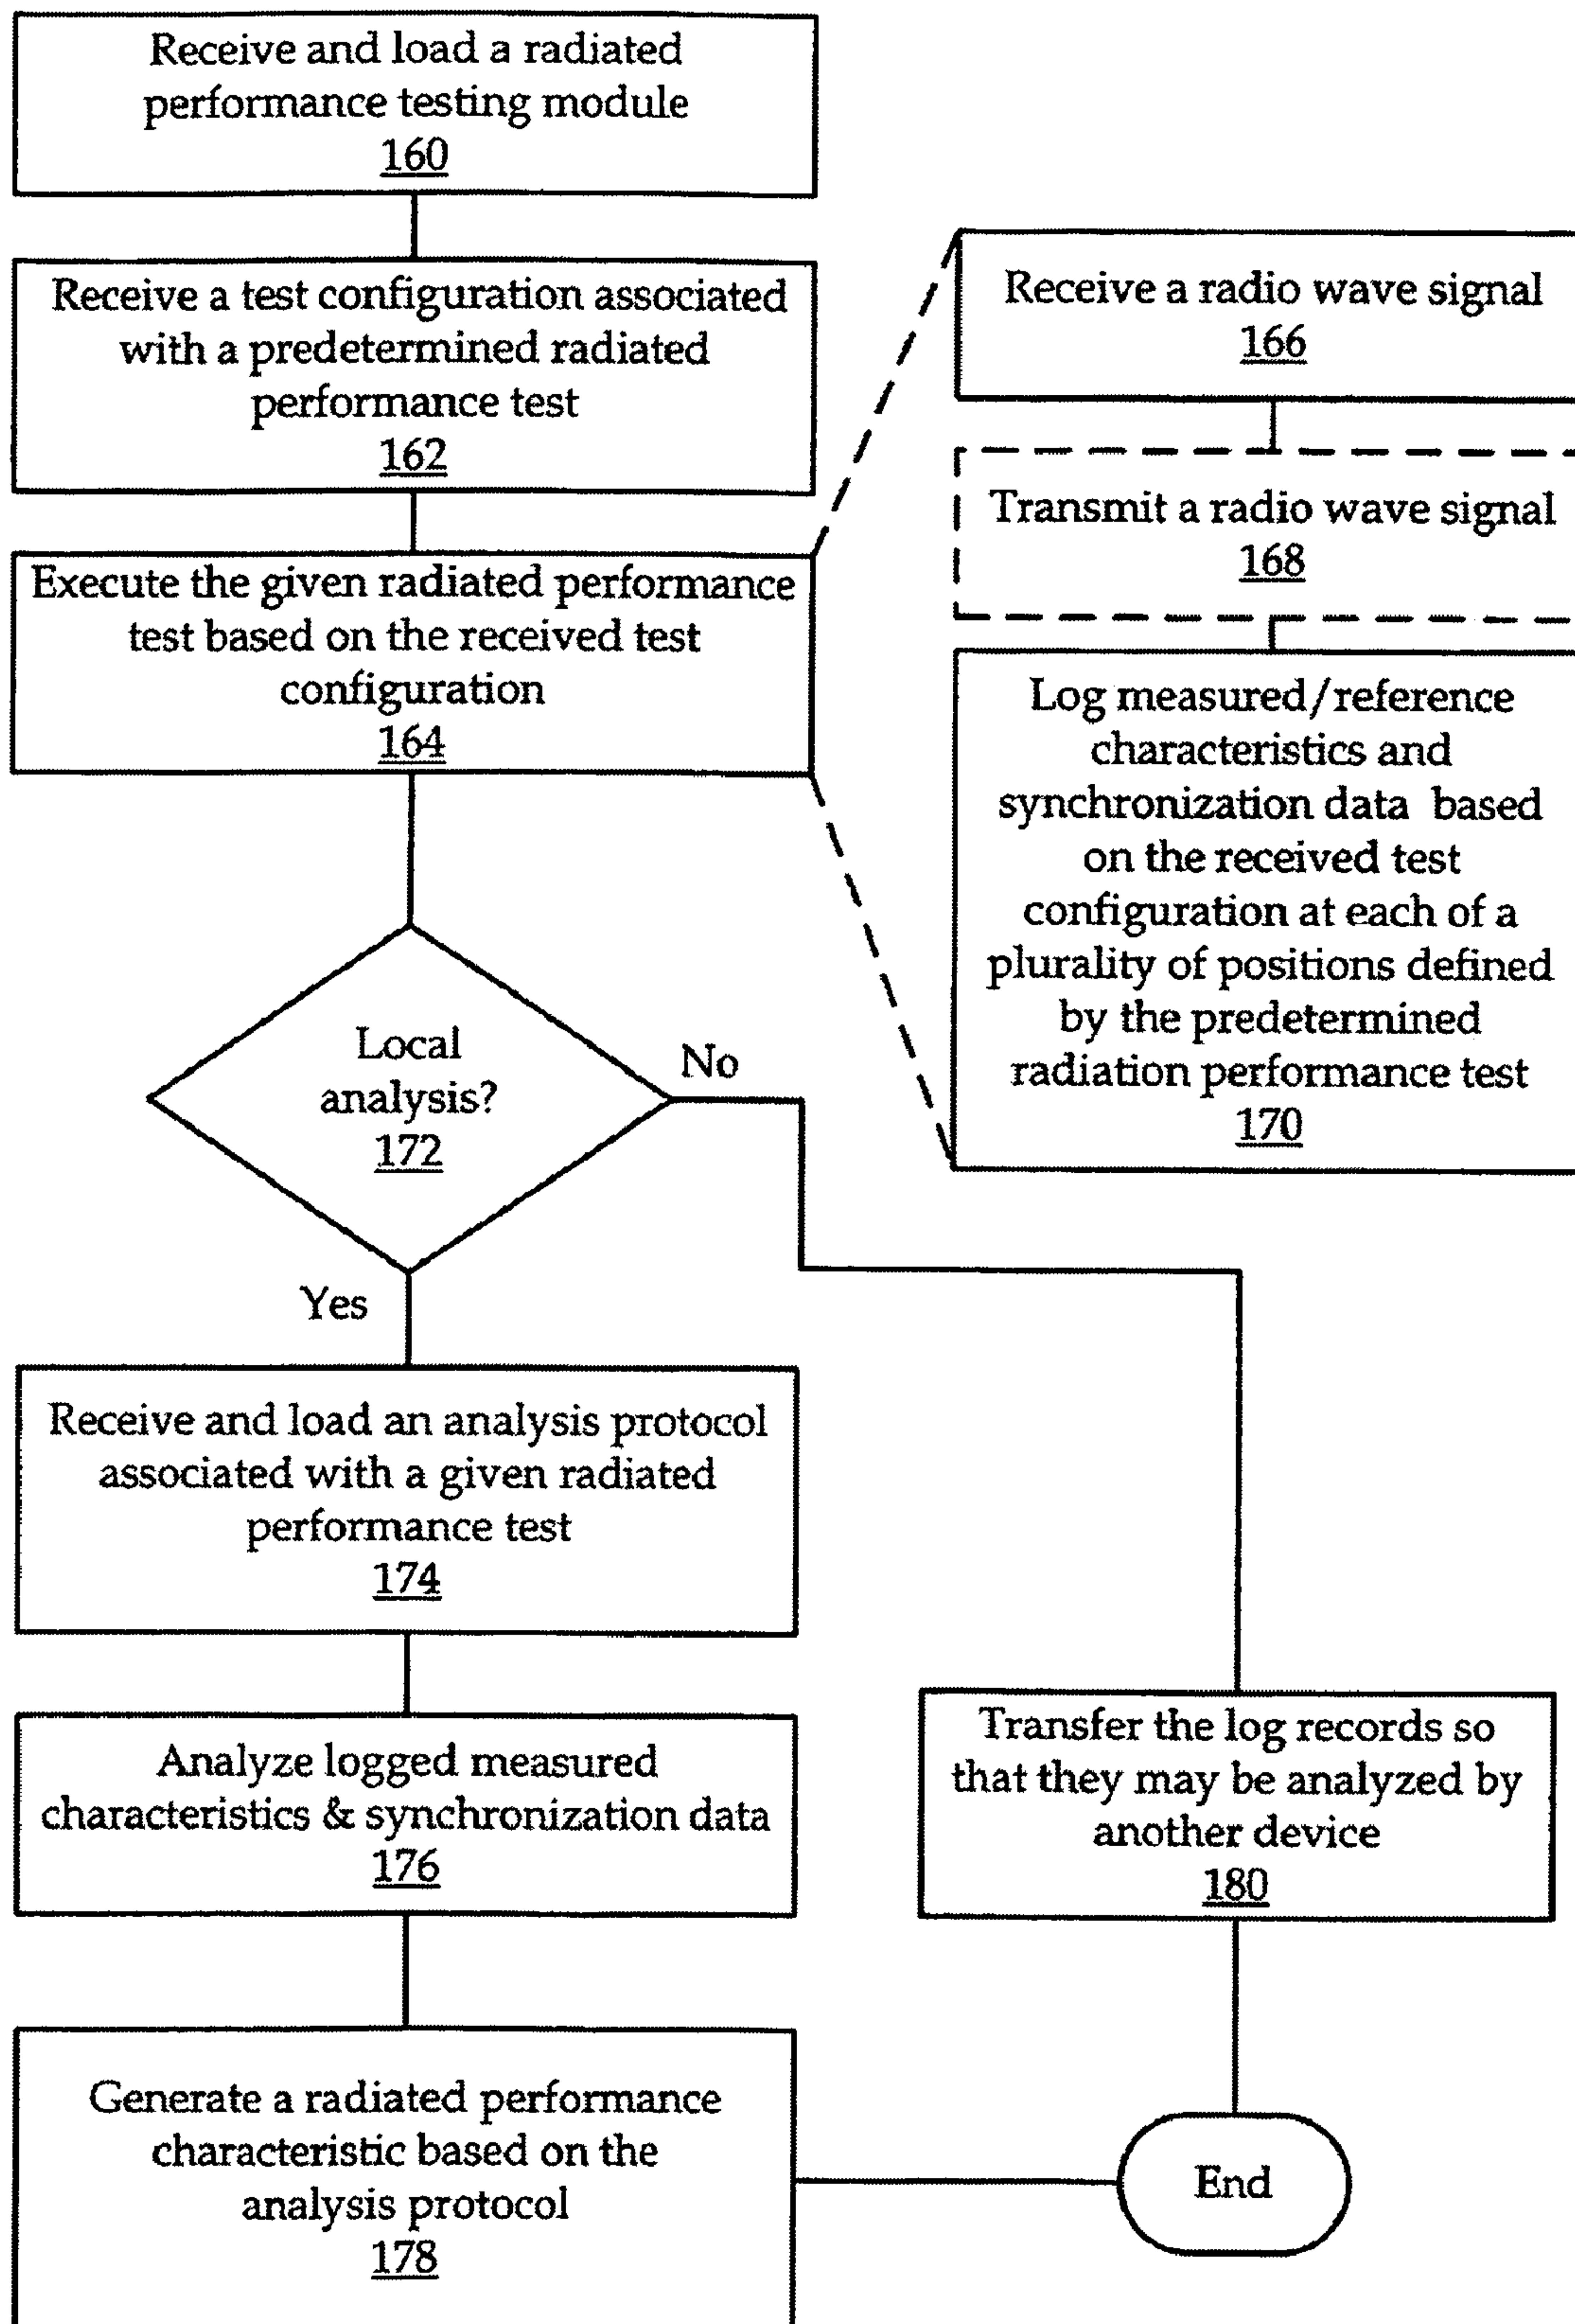 Receive and load a radiated
performance testing module
160
Receive a test configuration associated
with a predetermined radiated
performance test
162
Execute the given radiated performance
test based on the received test
configuration
164
Receive a radio wave signal
166
Transmit a radio wave signal
168
Log measured/reference
characteristics and
synchronization data based
on the received test
configuration at each of a
plurality of positions defined
by the predetermined
radiation performance test
170
Local
analysis?
172
No
Yes
Receive and load an analysis protocol
associated with a given radiated
performance test
174
Analyze logged measured
characteristics & synchronization data
176
Generate a radiated performance
characteristic based on the
analysis protocol
178
Transfer the log records so
that they may be analyzed by
another device
180
End